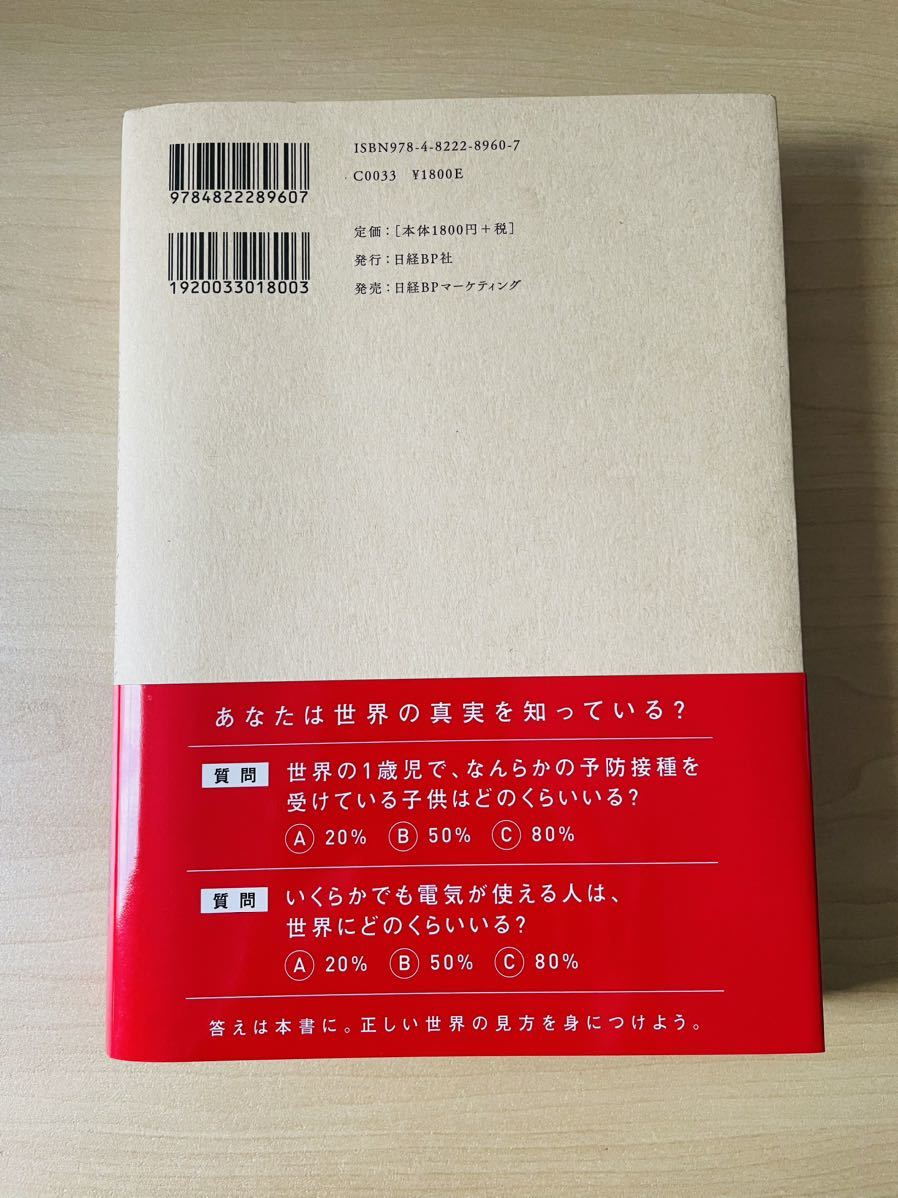 ISBN978-4-8222-8960-7
C0033 ¥1800E
9784822289607
定価：[本体1800円＋税]
発行：日経BP社
発売：日経BPマーケティング
1920033018003
あなたは世界の真実を知っている？
質問 世界の1歳児で、なんらかの予防接種を
受けている子供はどのくらいいる？
A 20% B 50% C 80%
質問 いくらかでも電気が使える人は、
世界にどのくらいいる？
A 20% B 50% C 80%
答えは本書に。正しい世界の見方を身につけよう。